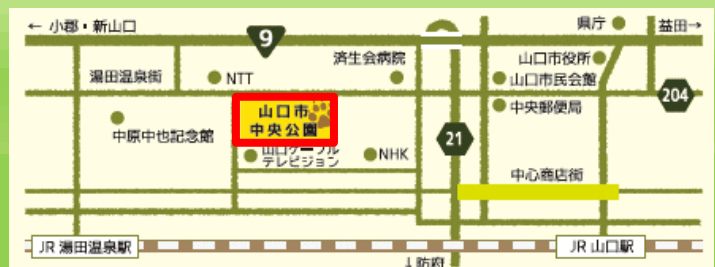 ← 小郡・新山口
県庁
益田→
9
済生会病院
山口市役所
湯田温泉街
NTT
山口市民会館
204
山口市
中央公園
中央郵便局
中原中也記念館
21
山口ケーブル
テレビジョン
NHK
中心商店街
JR 湯田温泉駅
JR 山口駅
↓防府